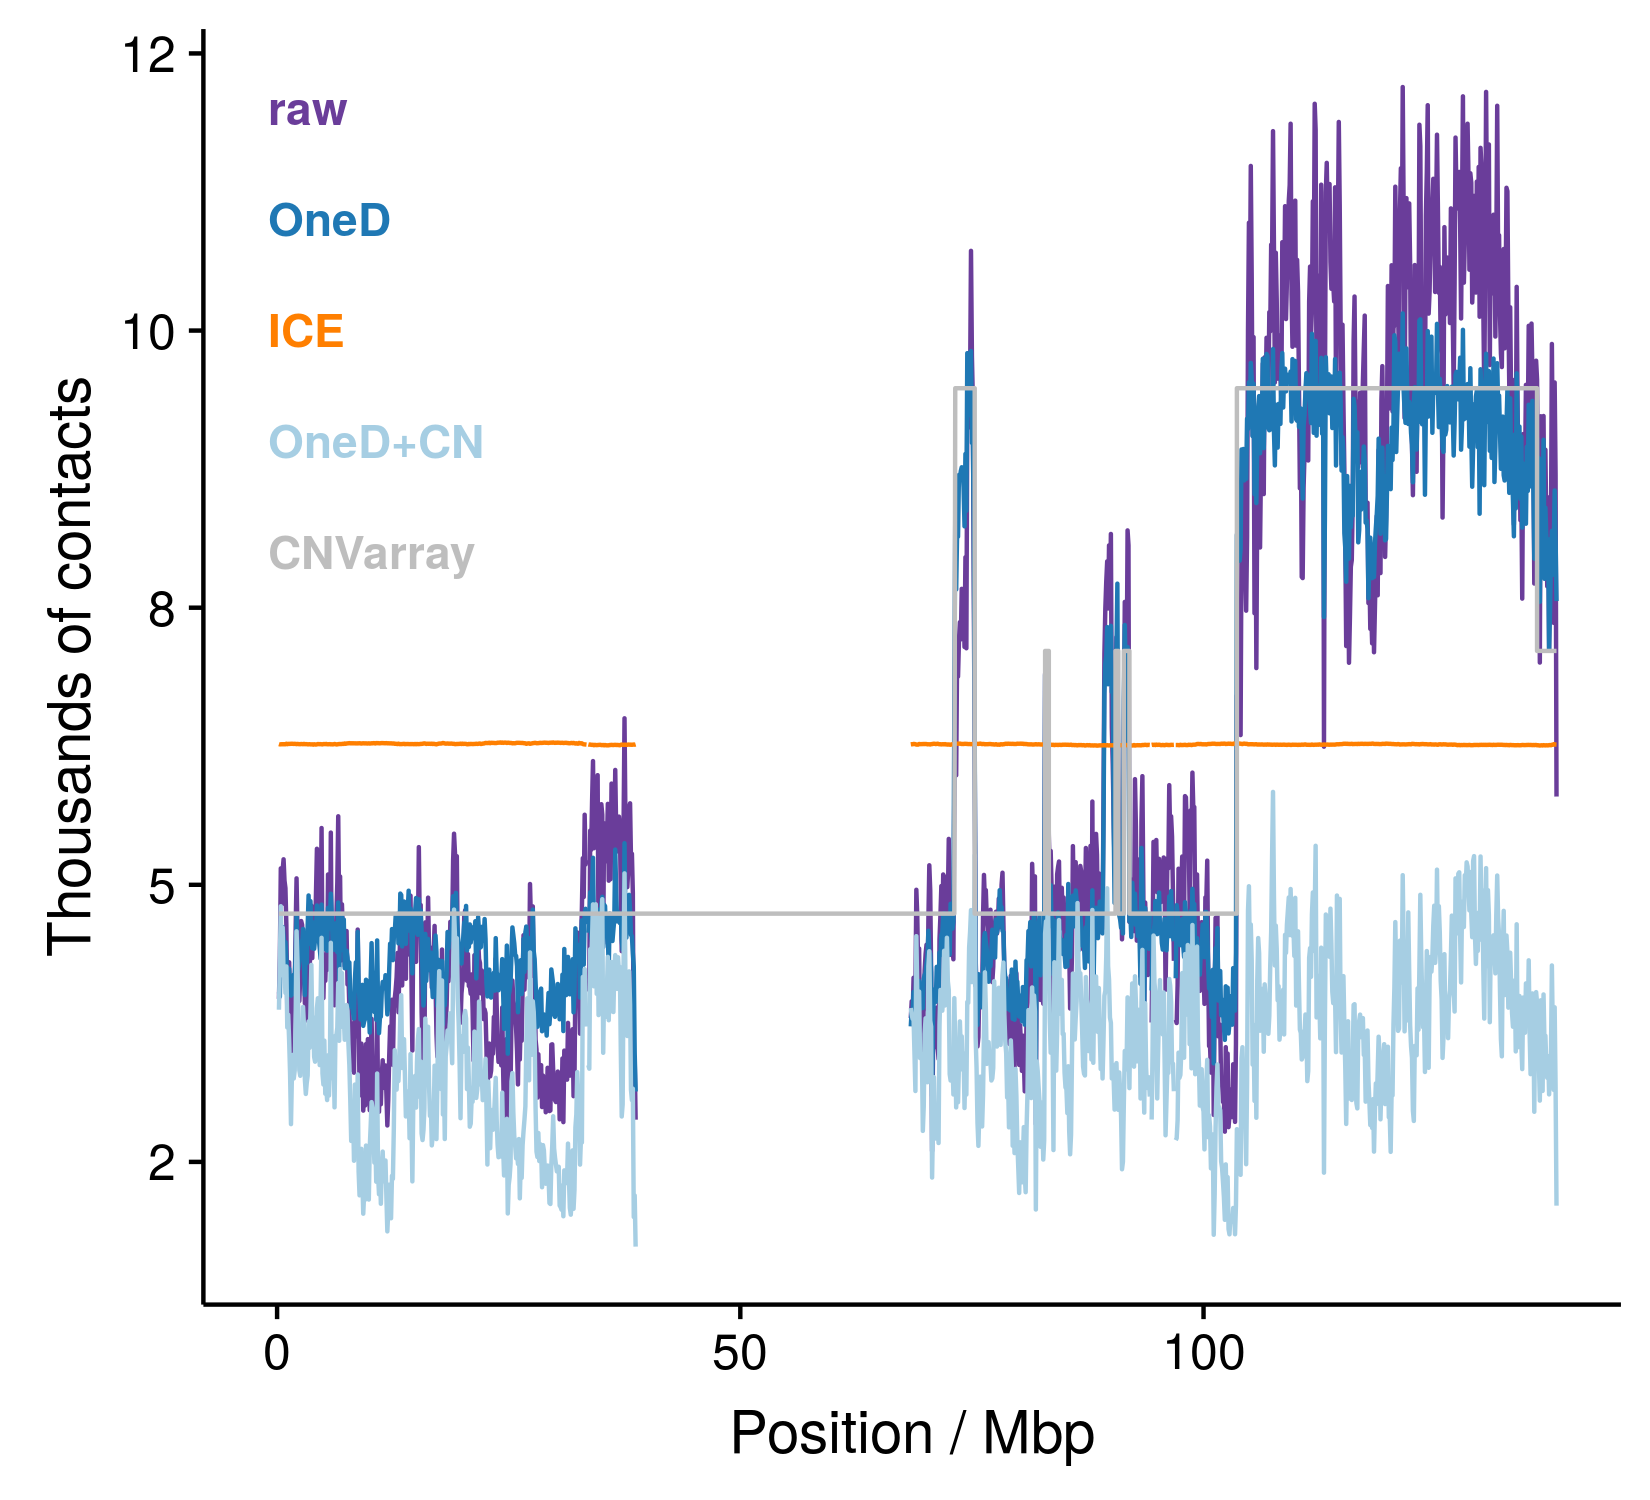 12
10
8
5
2
Thousands of contacts
raw
OneD
ICE
OneD+CN
CNVarray
0
50
100
Position / Mbp